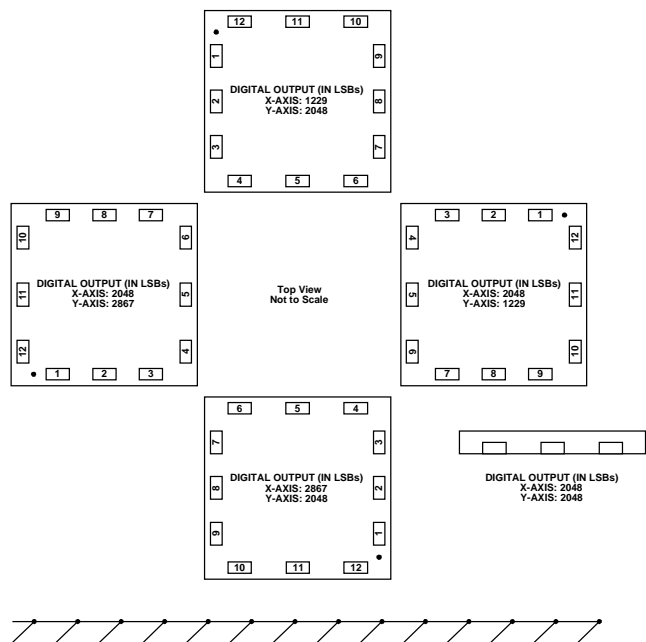 12 11 10
1
9
DIGITAL OUTPUT (IN LSBs)
2
X-AXIS: 1229
8
Y-AXIS: 2048
3
7
4 5 6
9 8 7
10
6
DIGITAL OUTPUT (IN LSBs)
11
X-AXIS: 2048
5
Y-AXIS: 2867
12
4
1 2 3
Top View
Not to Scale
3 2 1
4
12
DIGITAL OUTPUT (IN LSBs)
5
X-AXIS: 2048
11
Y-AXIS: 1229
6
10
7 8 9
6 5 4
7
3
DIGITAL OUTPUT (IN LSBs)
8
X-AXIS: 2867
2
Y-AXIS: 2048
9
1
10 11 12
DIGITAL OUTPUT (IN LSBs)
X-AXIS: 2048
Y-AXIS: 2048